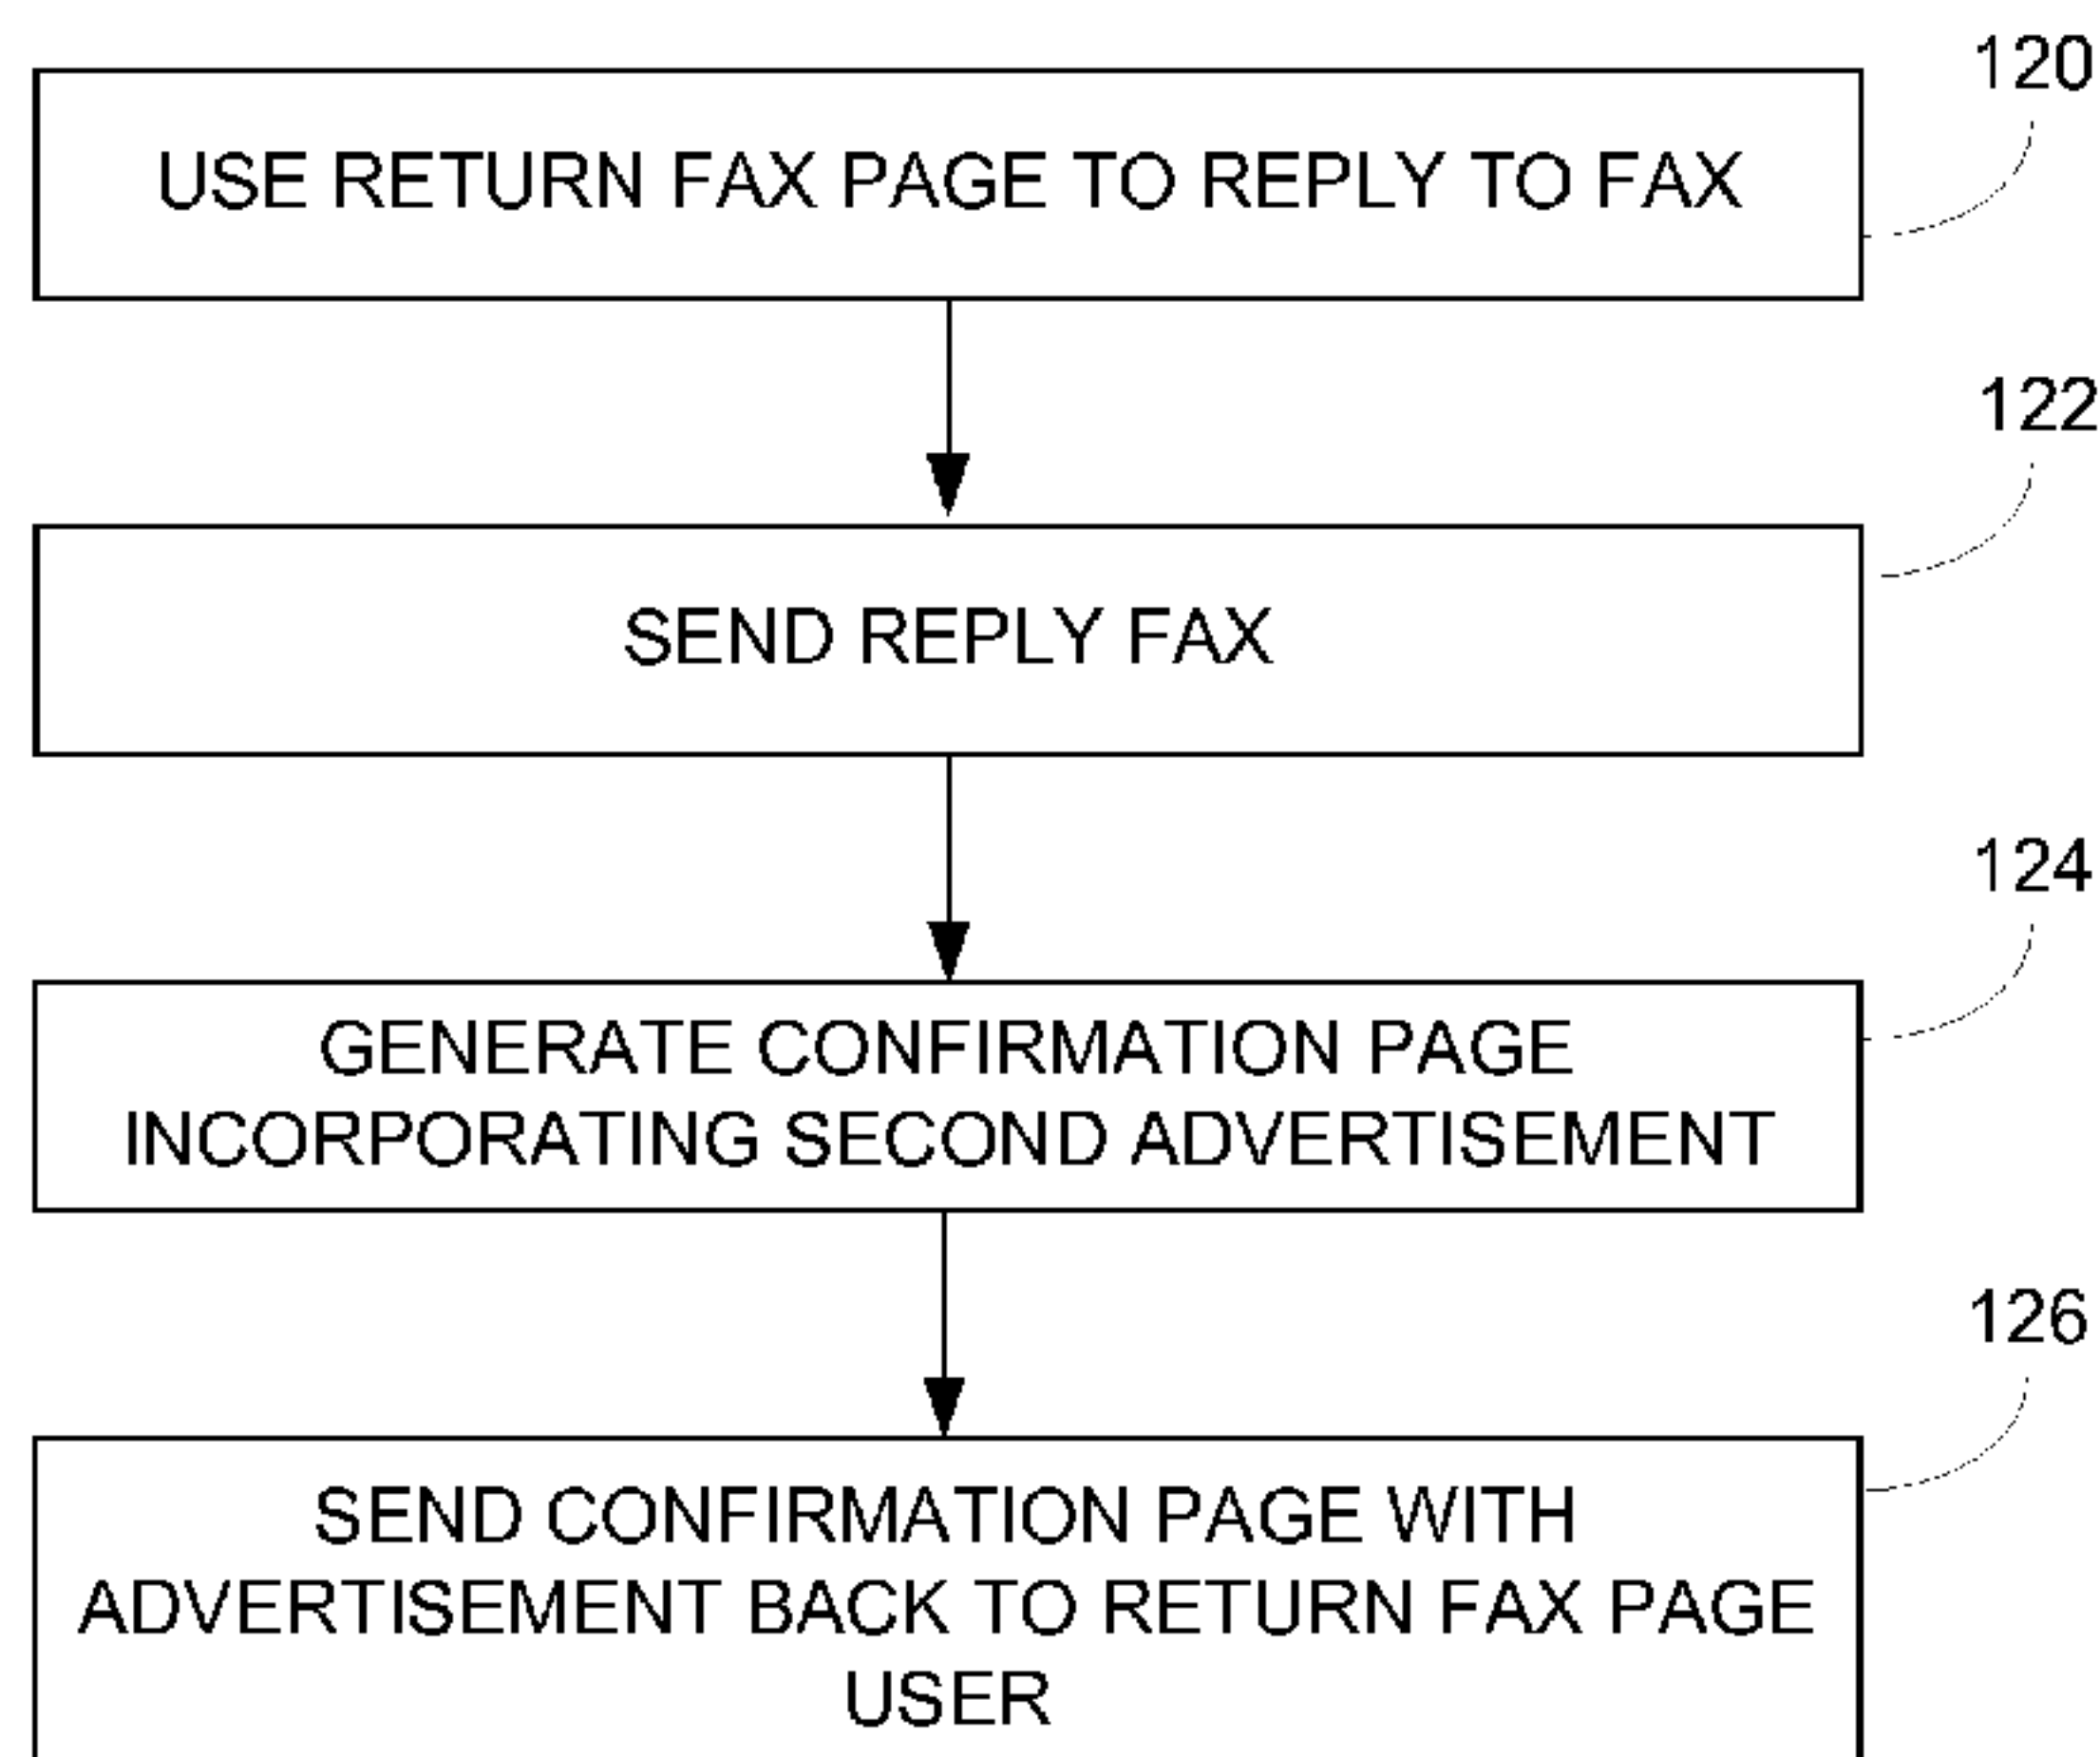 120
USE RETURN FAX PAGE TO REPLY TO FAX
122
SEND REPLY FAX
124
GENERATE CONFIRMATION PAGE
INCORPORATING SECOND ADVERTISEMENT
126
SEND CONFIRMATION PAGE WITH
ADVERTISEMENT BACK TO RETURN FAX PAGE
USER